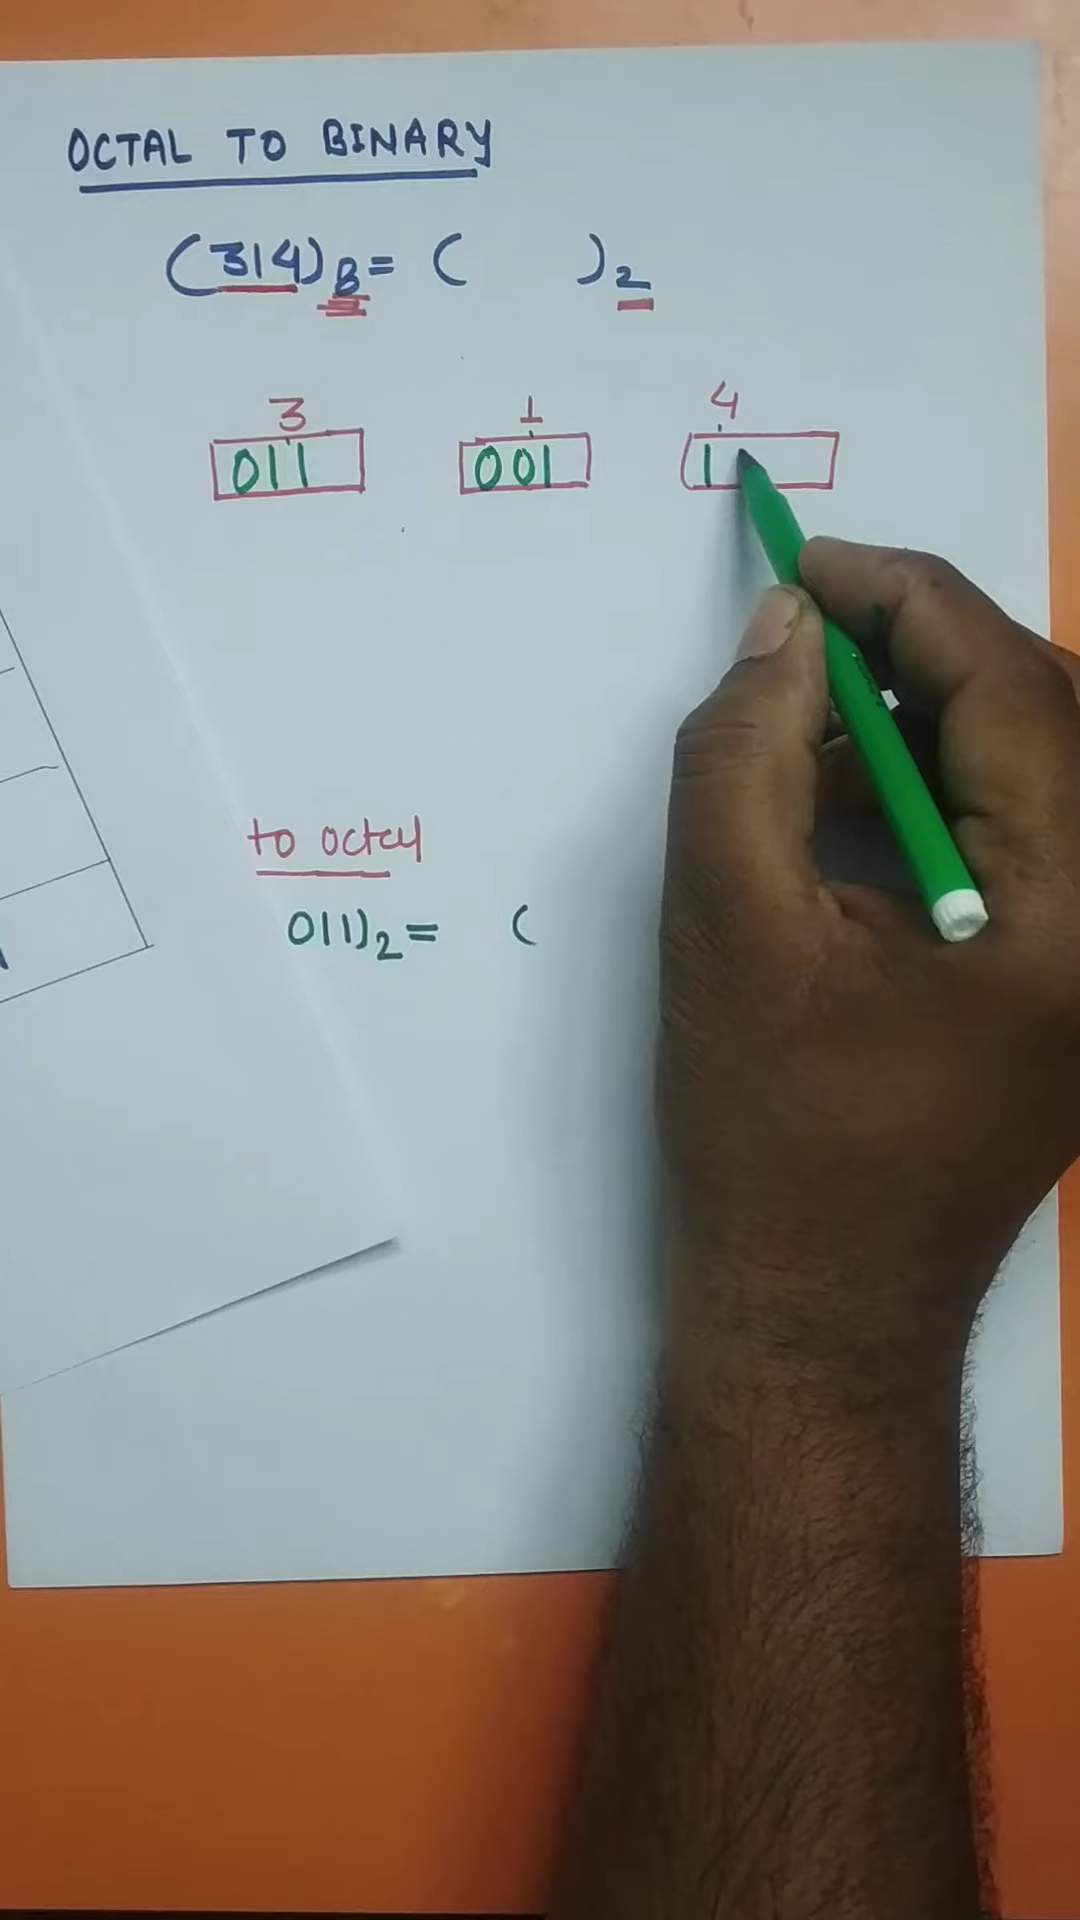 OCTAL TO BINARY
(314)8 = ( )2
3 1 4
011 001 1
to octal
011)2 = (